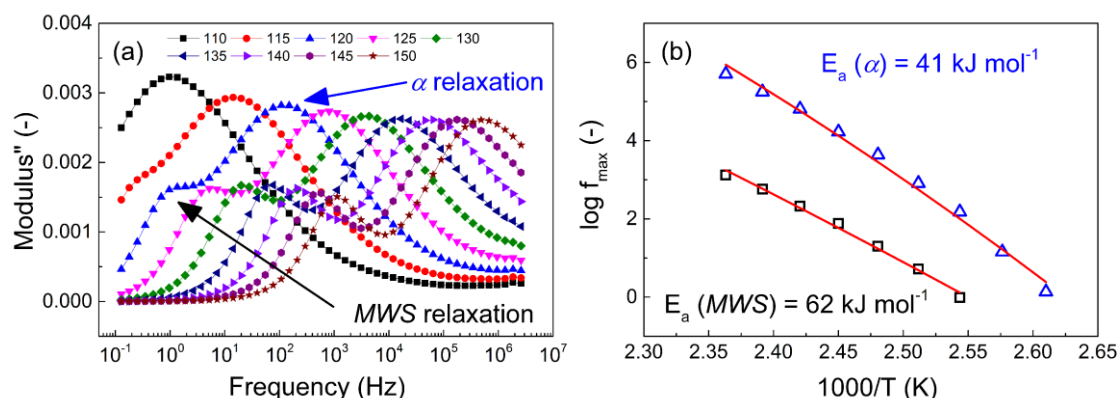 (a)
110 115 120 125 130
135 140 145 150
α relaxation
MWS relaxation
Modulus" (-)
0.004
0.003
0.002
0.001
0.000
10⁻¹ 10⁰ 10¹ 10² 10³ 10⁴ 10⁵ 10⁶ 10⁷
Frequency (Hz)
(b)
Eₐ (α) = 41 kJ mol⁻¹
Eₐ (MWS) = 62 kJ mol⁻¹
log fₘₐₓ (-)
6
4
2
0
2.30 2.35 2.40 2.45 2.50 2.55 2.60 2.65
1000/T (K)